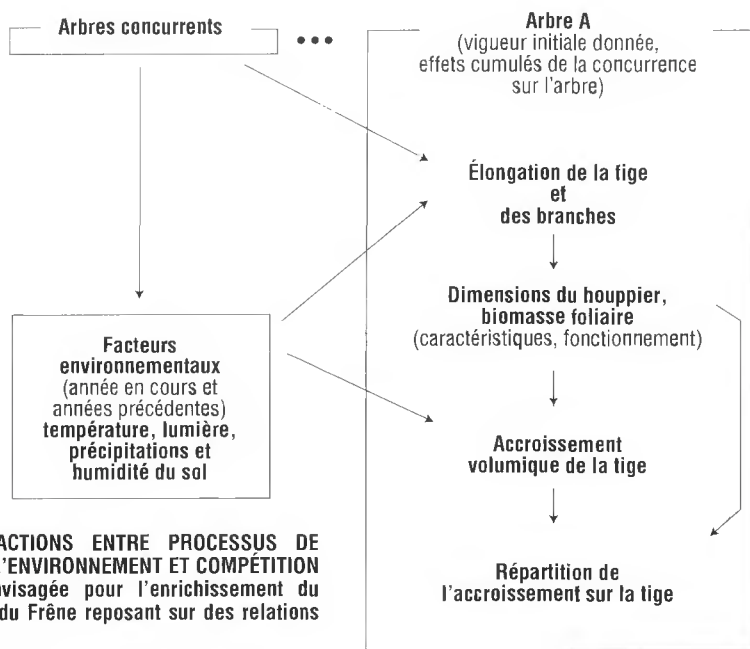 Arbres concurrents
•••
Arbre A
(vigueur initiale donnée,
effets cumulés de la concurrence
sur l'arbre)
Élongation de la tige
et
des branches
Dimensions du houppier,
biomasse foliaire
(caractéristiques, fonctionnement)
Facteurs
environnementaux
(année en cours et
années précédentes)
température, lumière,
précipitations et
humidité du sol
Accroissement
volumique de la tige
Répartition de
l'accroissement sur la tige
ACTIONS ENTRE PROCESSUS DE
'ENVIRONNEMENT ET COMPÉTITION
nvisagée pour l'enrichissement du
du Frêne reposant sur des relations